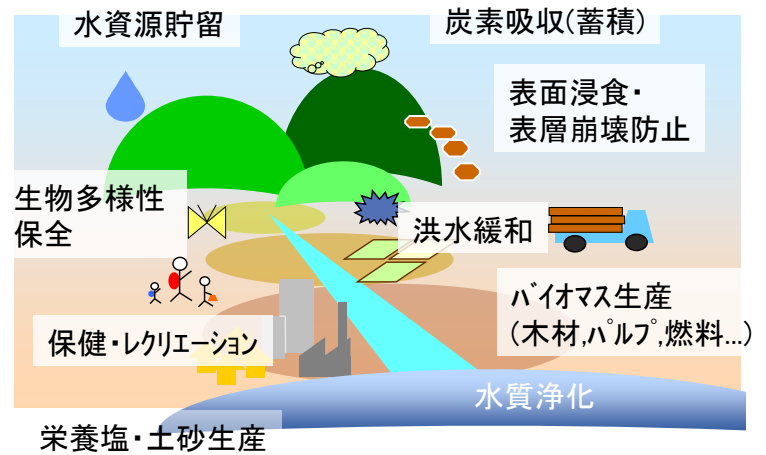 水資源貯留
炭素吸収(蓄積)
表面浸食・
表層崩壊防止
生物多様性
保全
洪水緩和
ﾊﾞｲｵﾏｽ生産
(木材,ﾊﾟﾙﾌﾟ,燃料...)
保健・ﾚｸﾘｴｰｼｮﾝ
水質浄化
栄養塩・土砂生産